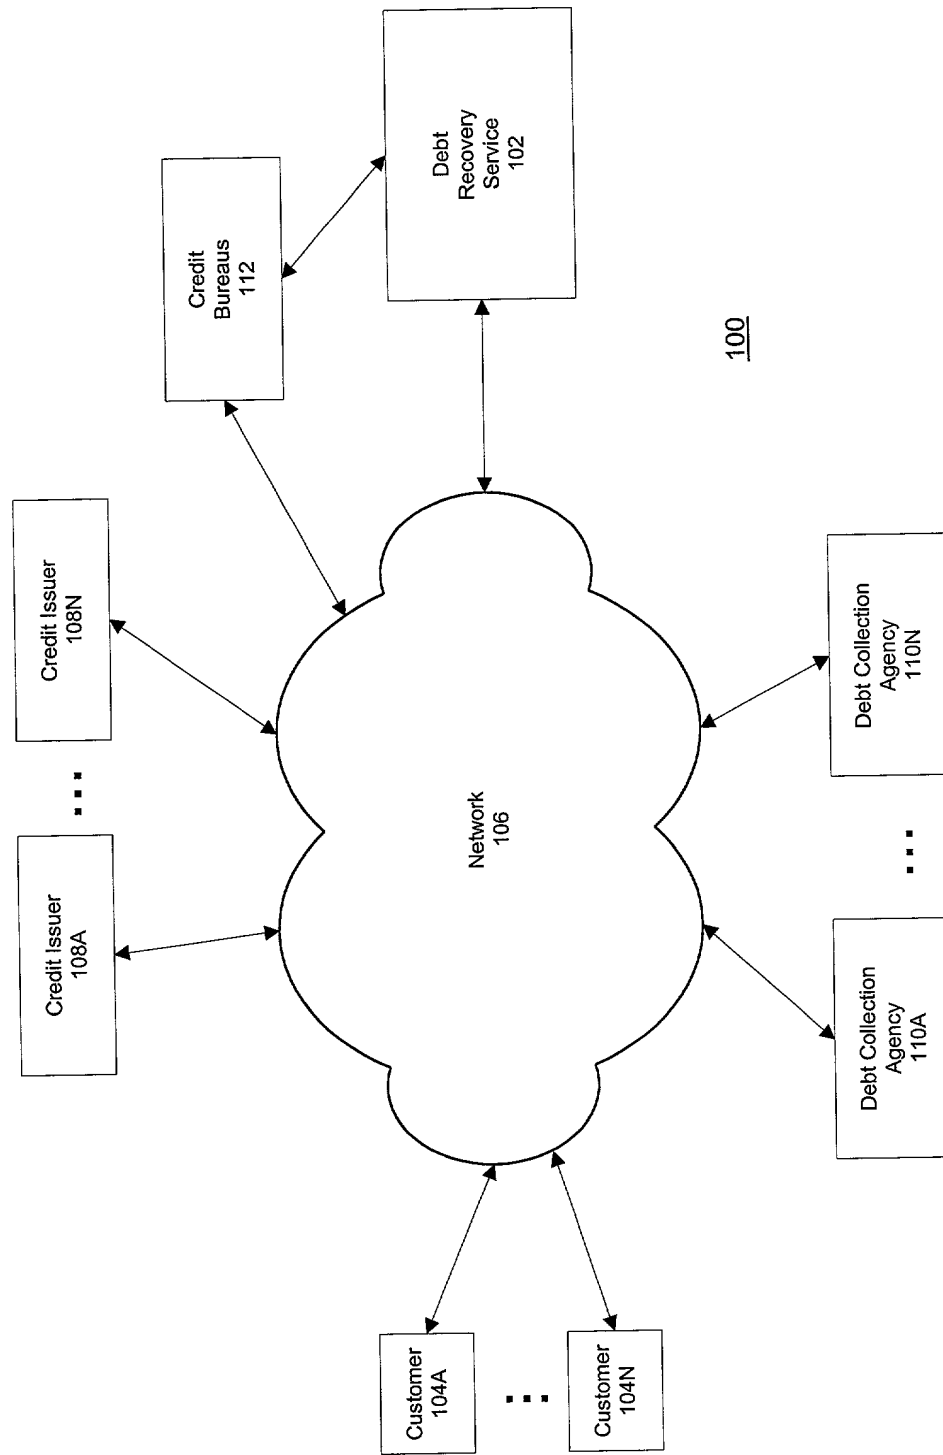 Credit Issuer
108A
Credit Issuer
108N
Credit
Bureaus
112
Customer
104A
Customer
104N
Network
106
Debt
Recovery
Service
102
100
Debt Collection
Agency
110A
Debt Collection
Agency
110N